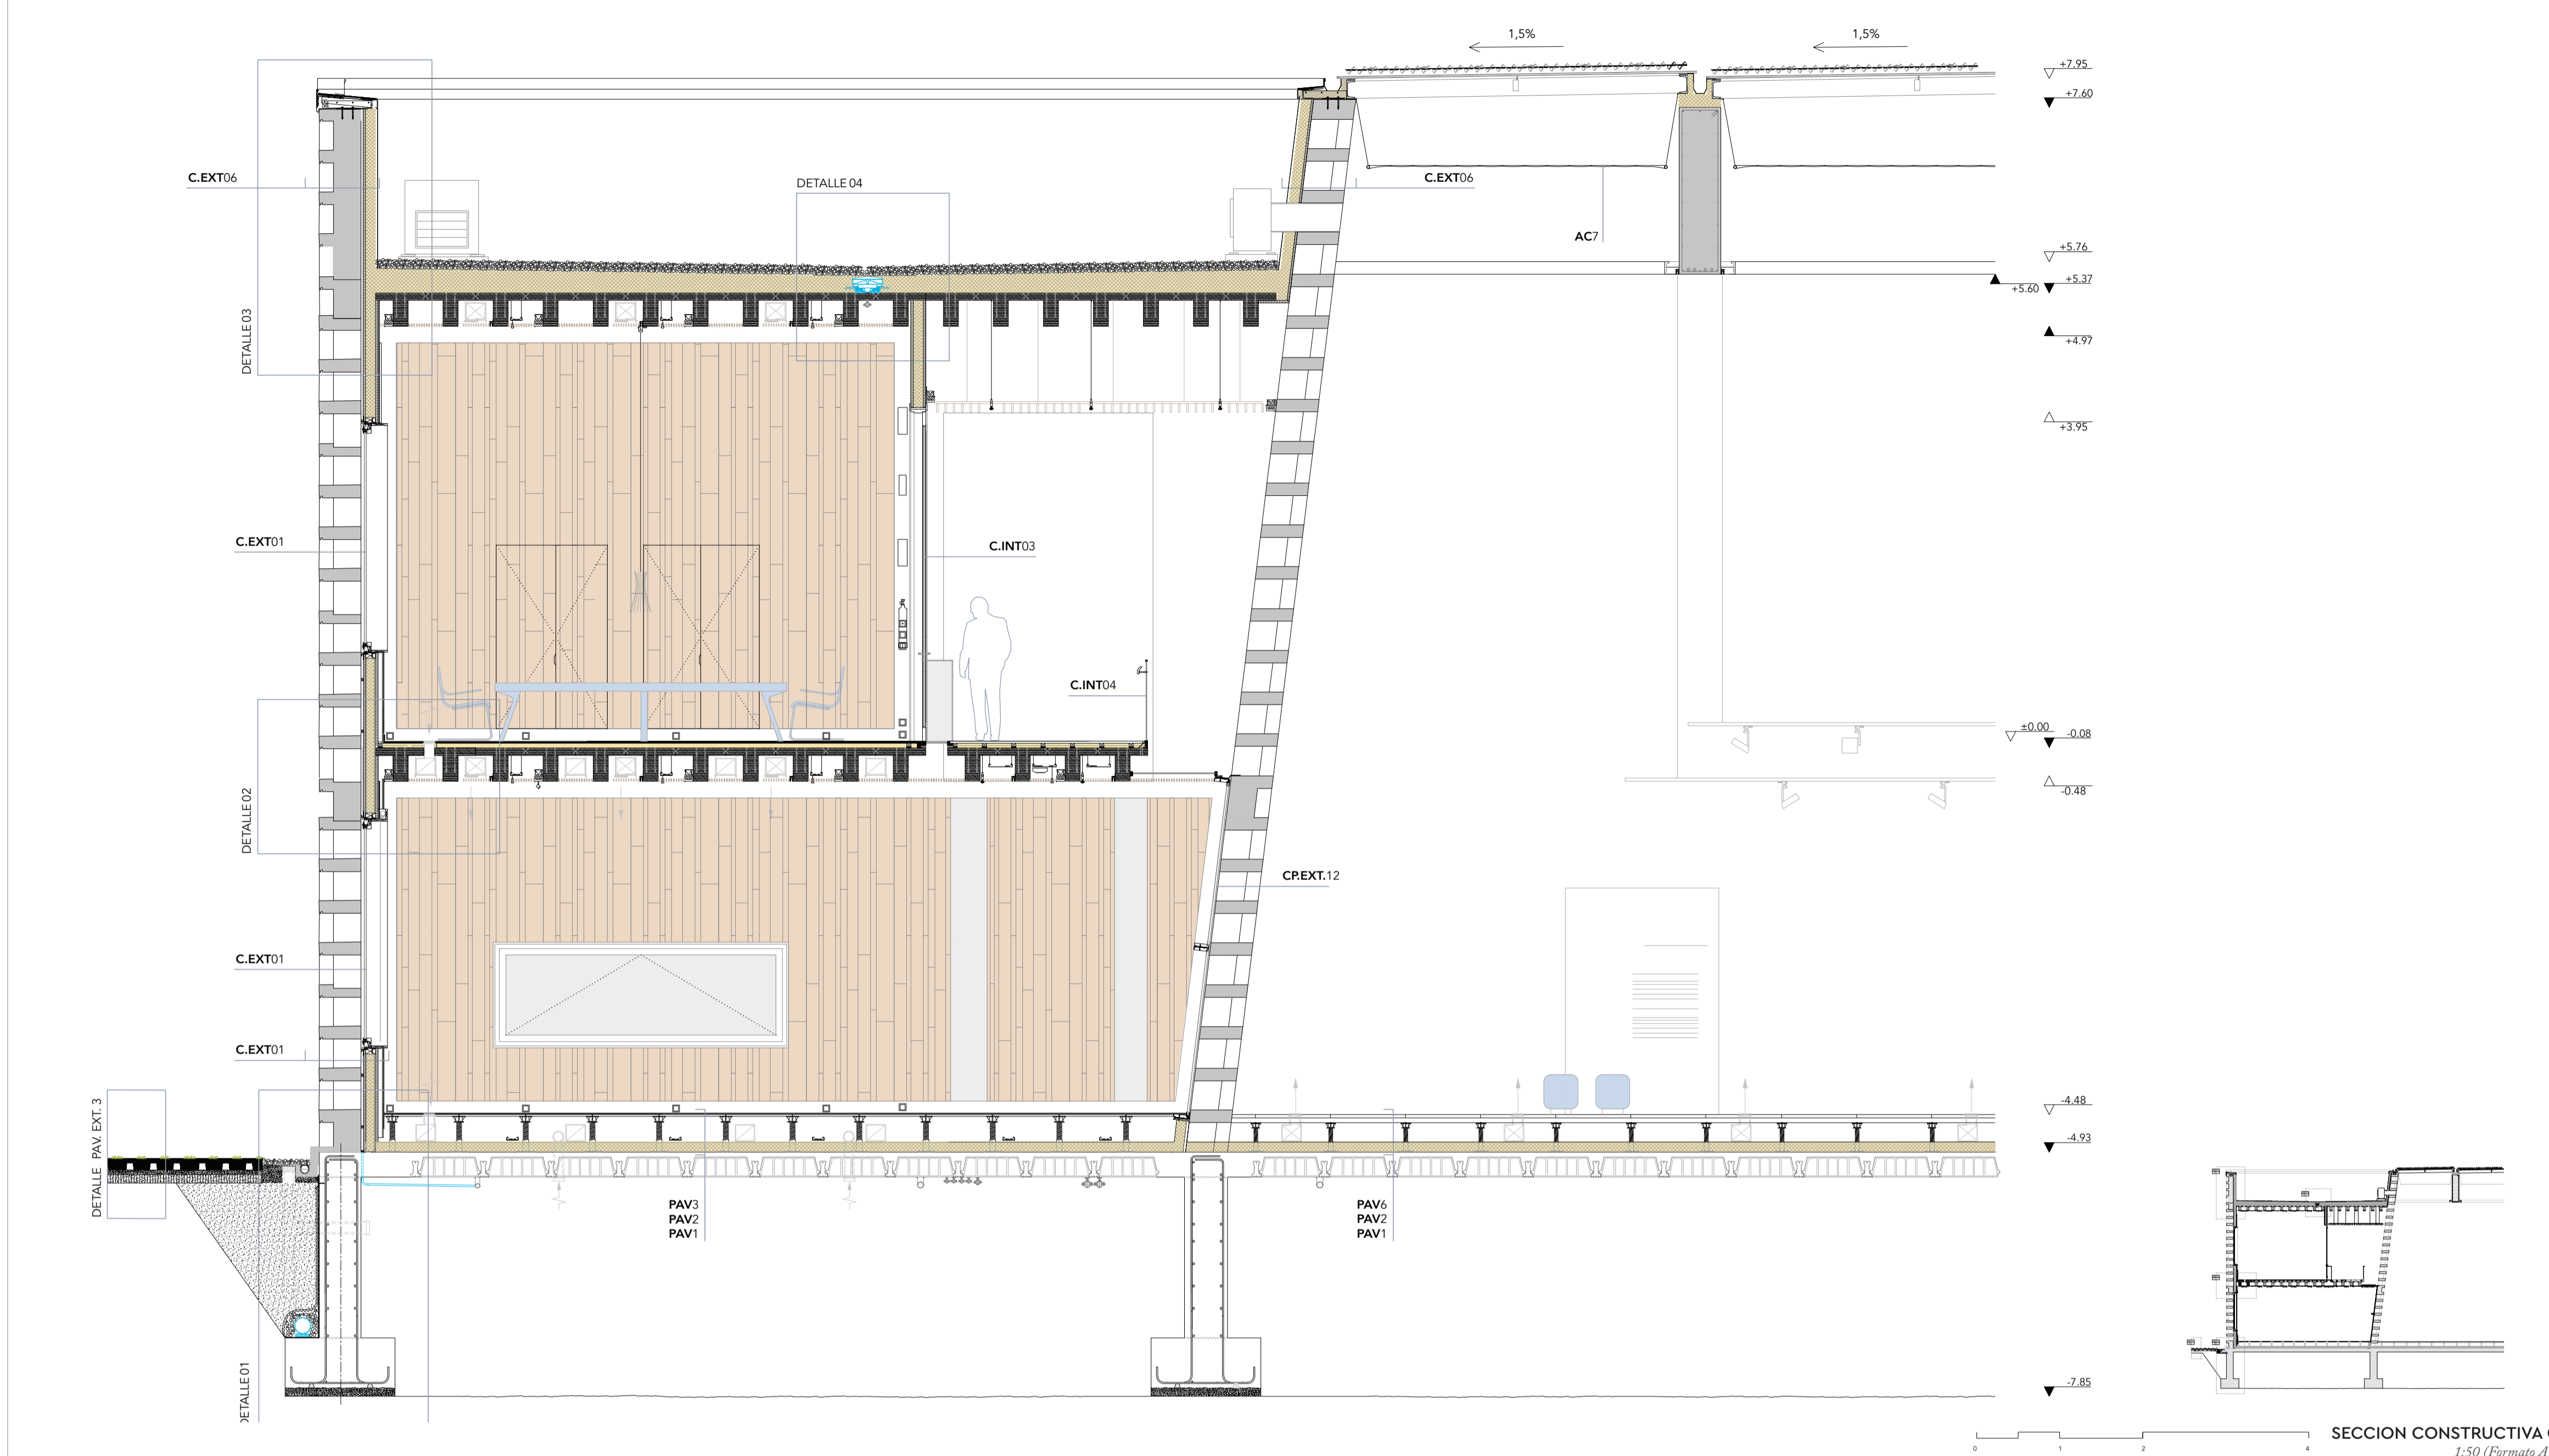 1,5%
1,5%
+7.95
+7.60
C.EXT06
DETALLE 04
C.EXT06
AC7
+5.76
+5.37
+5.60
DETALLE 03
+4.97
+3.95
C.EXT01
C.INT03
C.INT04
±0.00
-0.08
-0.48
DETALLE 02
CP.EXT.12
C.EXT01
C.EXT01
DETALLE PAV. EXT. 3
-4.48
-4.93
PAV3
PAV2
PAV1
PAV6
PAV2
PAV1
DETALLE 01
-7.85
0 1 2 4
SECCION CONSTRUCTIVA
1:50 (Formato A